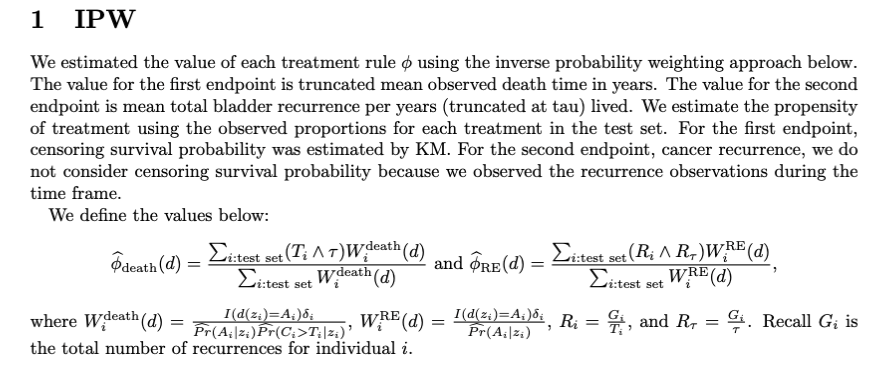 1 IPW
We estimated the value of each treatment rule ϕ using the inverse probability weighting approach below.
The value for the first endpoint is truncated mean observed death time in years. The value for the second
endpoint is mean total bladder recurrence per years (truncated at tau) lived. We estimate the propensity
of treatment using the observed proportions for each treatment in the test set. For the first endpoint,
censoring survival probability was estimated by KM. For the second endpoint, cancer recurrence, we do
not consider censoring survival probability because we observed the recurrence observations during the
time frame.
We define the values below:
$\widehat{\phi}_{\text{death}}(d) = \frac{\sum_{i:\text{test set}} (T_i \wedge \tau) W_i^{\text{death}}(d)}{\sum_{i:\text{test set}} W_i^{\text{death}}(d)}$ and $\widehat{\phi}_{\text{RE}}(d) = \frac{\sum_{i:\text{test set}} (R_i \wedge R_\tau) W_i^{\text{RE}}(d)}{\sum_{i:\text{test set}} W_i^{\text{RE}}(d)}$,
where $W_i^{\text{death}}(d) = \frac{I(d(z_i)=A_i)\delta_i}{\widehat{Pr}(A_i|z_i)\widehat{Pr}(C_i>T_i|z_i)}$, $W_i^{\text{RE}}(d) = \frac{I(d(z_i)=A_i)\delta_i}{\widehat{Pr}(A_i|z_i)}$, $R_i = \frac{G_i}{T_i}$, and $R_\tau = \frac{G_i}{\tau}$. Recall $G_i$ is
the total number of recurrences for individual $i$.